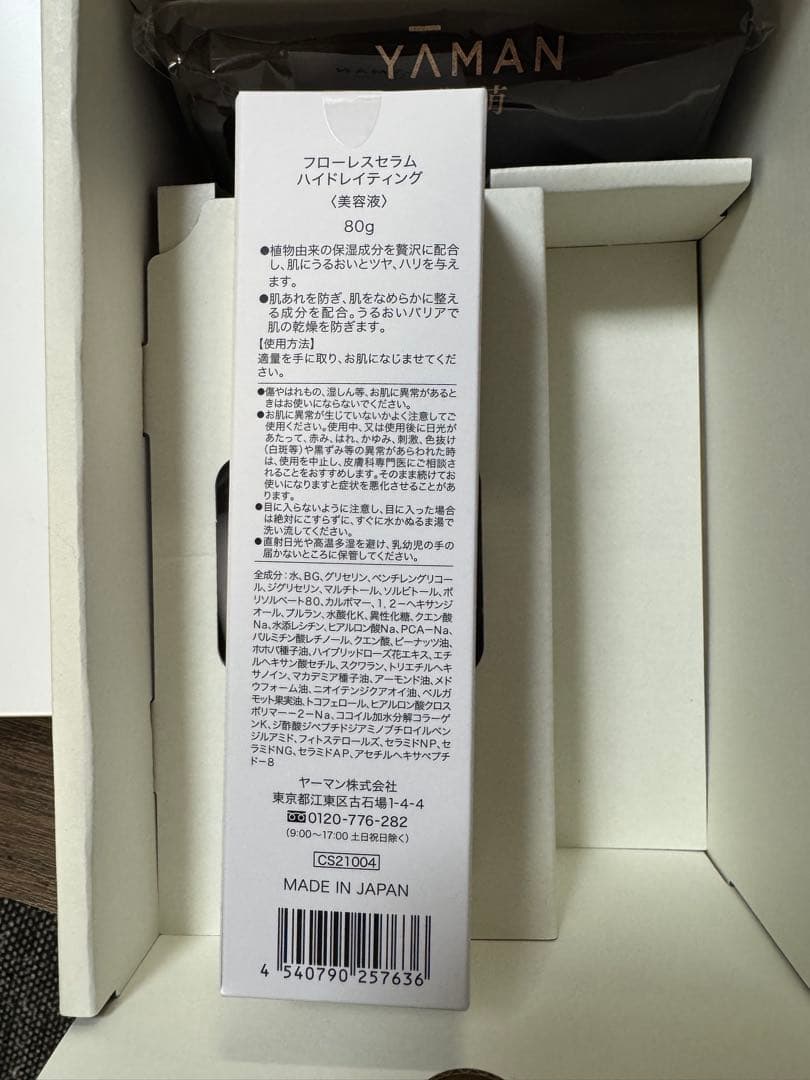 YĀMAN
フローレスセラム
ハイドレイティング
〈美容液〉
80g
●植物由来の保湿成分を贅沢に配合
し、肌にうるおいとツヤ、ハリを与え
ます。
●肌あれを防ぎ、肌をなめらかに整え
る成分を配合。うるおいバリアで
肌の乾燥を防ぎます。
【使用方法】
適量を手に取り、お肌になじませてくだ
さい。
●傷やはれもの、湿しん等、お肌に異常があると
きはお使いにならないでください。
●お肌に異常が生じていないかよく注意してご
使用ください。使用中、又は使用後に日光が
あたって、赤み、はれ、かゆみ、刺激、色抜け
(白斑等)や黒ずみ等の異常があらわれた時
は、使用を中止し、皮膚科専門医にご相談さ
れることをおすすめします。そのまま続けてお
使いになりますと症状を悪化させることがあ
ります。
●目に入らないように注意し、目に入った場合
は絶対にこすらずに、すぐに水かぬるま湯で
洗い流してください。
●直射日光や高温多湿を避け、乳幼児の手の
届かないところに保管してください。
全成分:水、BG、グリセリン、ペンチレングリコー
ル、ジグリセリン、マルチトール、ソルビトール、ポ
リソルベート80、カルボマー、1,2-ヘキサンジ
オール、プルラン、水酸化K、異性化糖、クエン酸
Na、水添レシチン、ヒアルロン酸Na、PCA-Na、
パルミチン酸レチノール、クエン酸、ピーナッツ油、
ホホバ種子油、ハイブリッドローズ花エキス、エチ
ルヘキサン酸セチル、スクワラン、トリエチルヘキ
サノイン、マカデミア種子油、アーモンド油、メド
ウフォーム油、ニオイテンジクアオイ油、ベルガ
モット果実油、トコフェロール、ヒアルロン酸クロス
ポリマー-2-Na、ココイル加水分解コラーゲ
ンK、ジ酢酸ジペプチドジアミノブチロイルベン
ジルアミド、フィトステロールズ、セラミドNP、セ
ラミドNG、セラミドAP、アセチルヘキサペプチ
ド-8
ヤーマン株式会社
東京都江東区古石場1-4-4
0120-776-282
(9:00〜17:00 土日祝日除く)
CS21004
MADE IN JAPAN
4 540790 257636